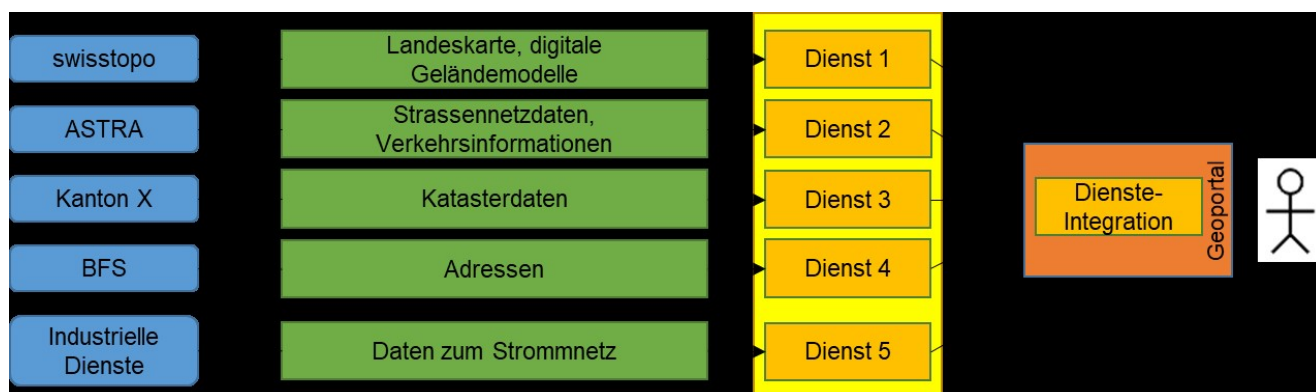 swisstopo
Landeskarte, digitale
Geländemodelle
Dienst 1
ASTRA
Strassennetzdaten,
Verkehrsinformationen
Dienst 2
Kanton X
Katasterdaten
Dienst 3
Dienste-
Integration
Geoportal
BFS
Adressen
Dienst 4
Industrielle
Dienste
Daten zum Strommnetz
Dienst 5